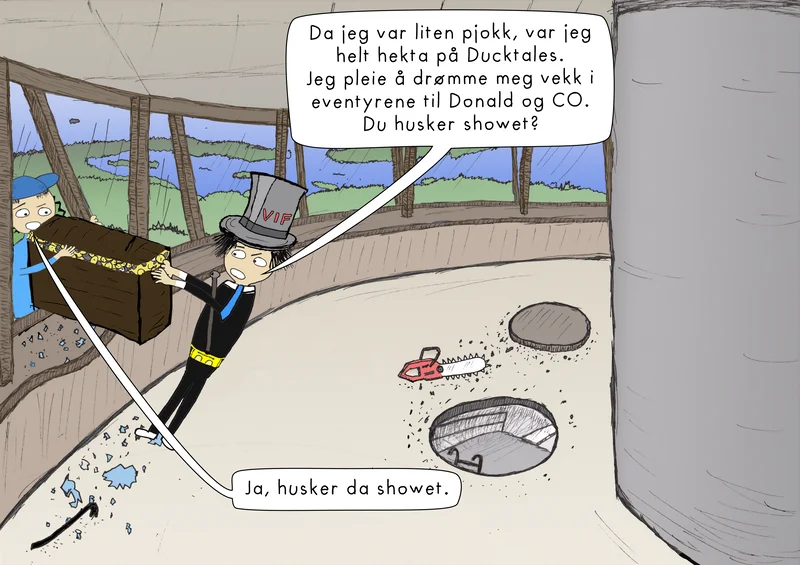 Da jeg var liten pjokk, var jeg
helt hekta på Ducktales.
Jeg pleie å drømme meg vekk i
eventyrene til Donald og CO.
Du husker showet?
VIF
Ja, husker da showet.